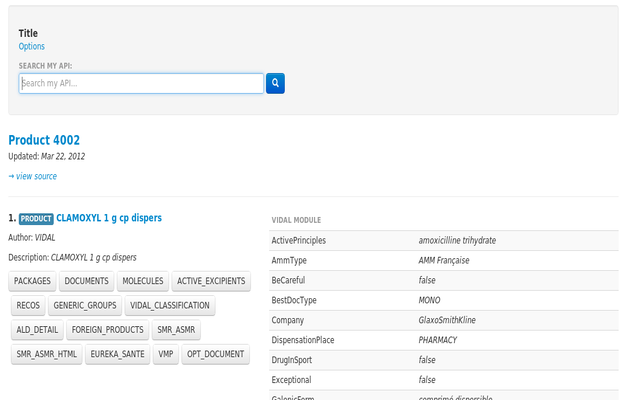 Title
Options
SEARCH MY API:
Search my API...
Product 4002
Updated: Mar 22, 2012
→ view source
1. PRODUCT CLAMOXYL 1 g cp dispers
Author: VIDAL
Description: CLAMOXYL 1 g cp dispers
PACKAGES DOCUMENTS MOLECULES ACTIVE_EXCIPIENTS
RECOS GENERIC_GROUPS VIDAL_CLASSIFICATION
ALD_DETAIL FOREIGN_PRODUCTS SMR_ASMR
SMR_ASMR_HTML EUREKA_SANTE VMP OPT_DOCUMENT
VIDAL MODULE
ActivePrinciples amoxicilline trihydrate
AmmType AMM Française
BeCareful false
BestDocType MONO
Company GlaxoSmithKline
DispensationPlace PHARMACY
DrugInSport false
Exceptional false
GalenicForm comprimé dispersible